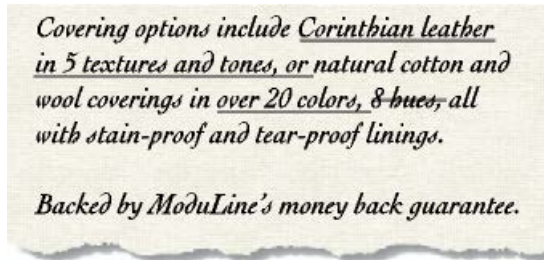 Covering options include Corinthian leather
in 5 textures and tones, or natural cotton and
wool coverings in over 20 colors, 8 hues, all
with stain-proof and tear-proof linings.
Backed by ModuLine's money back guarantee.